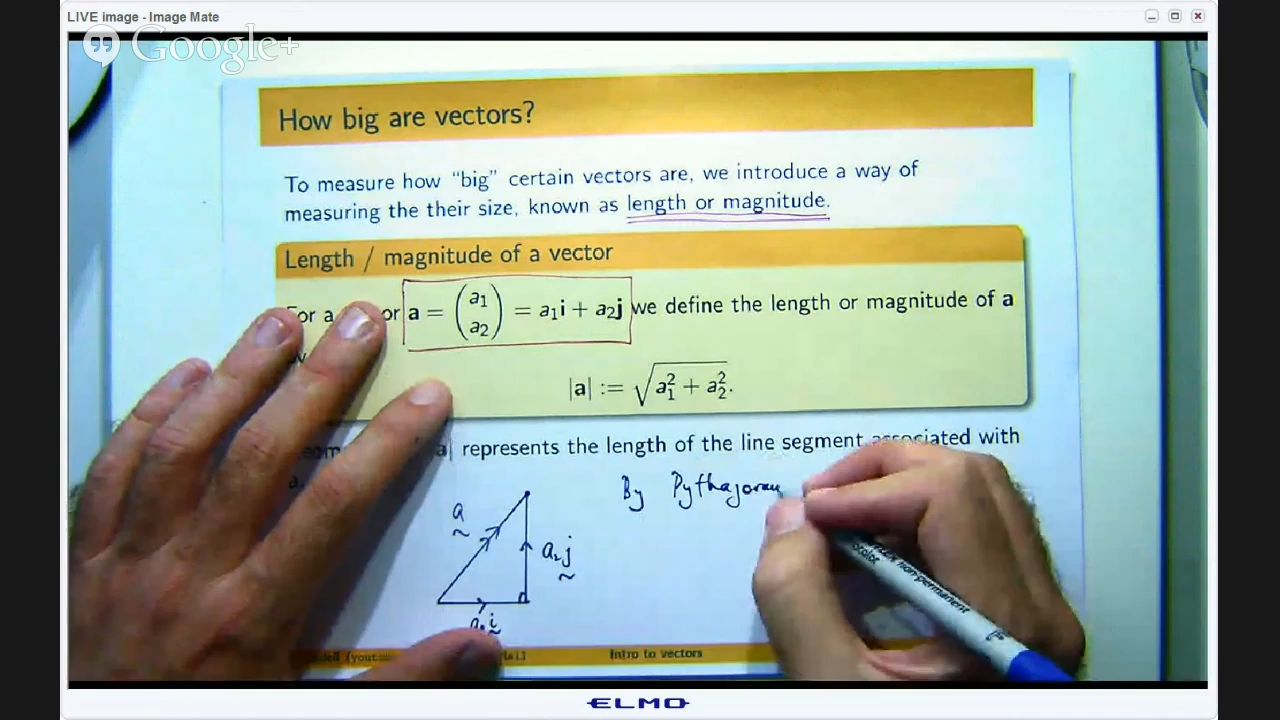 LIVE image - Image Mate
Google+
How big are vectors?
To measure how “big” certain vectors are, we introduce a way of
measuring the their size, known as length or magnitude.
Length / magnitude of a vector
For a or a = (a₁ a₂) = a₁i + a₂j we define the length or magnitude of a
|a| := √a₁² + a₂².
|a| represents the length of the line segment associated with
By Pythagoras
a
a₂j
a₁i
Intro to vectors
ELMO